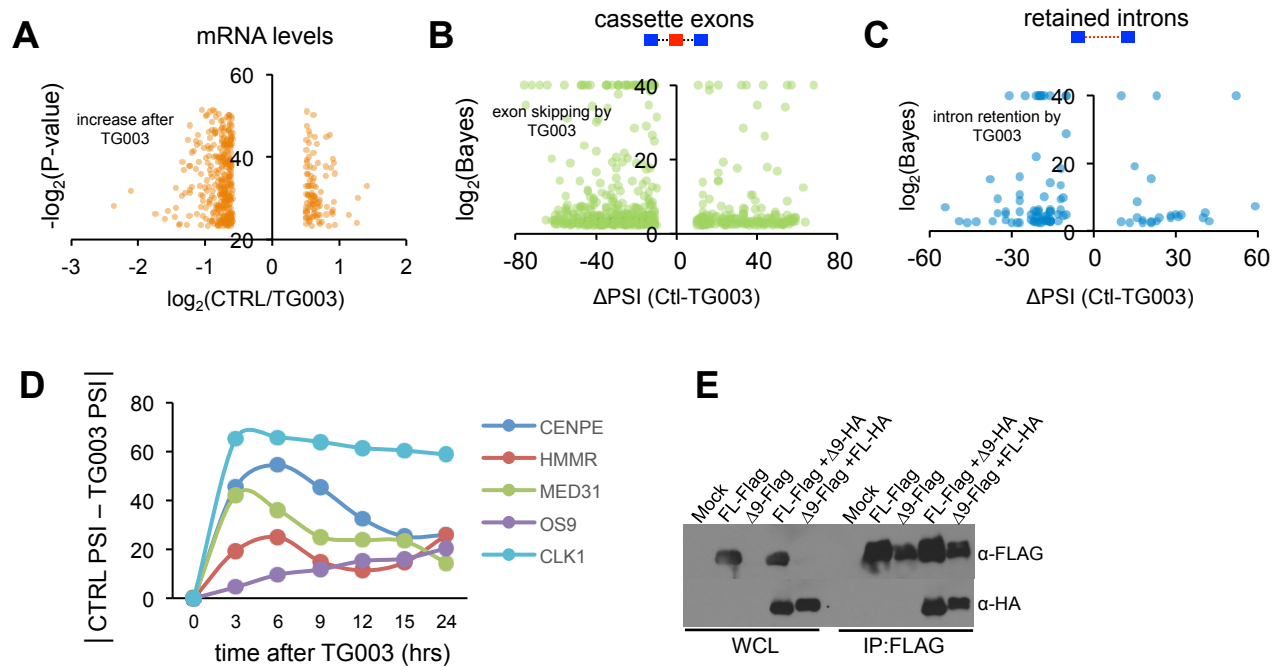 A
mRNA levels
-log2(P-value)
60
40
20
increase after
TG003
-3
-2
-1
0
1
2
log2(CTRL/TG003)
B
cassette exons
log2(Bayes)
40
20
0
exon skipping by
TG003
-80
-40
0
40
80
ΔPSI (Ctl-TG003)
C
retained introns
log2(Bayes)
40
20
0
intron retention by
TG003
-60
-30
0
30
60
ΔPSI (Ctl-TG003)
D
|CTRL PSI – TG003 PSI|
80
60
40
20
0
0
3
6
9
12
15
24
time after TG003 (hrs)
CENPE
HMMR
MED31
OS9
CLK1
E
Mock
FL-Flag
Δ9-Flag
FL-Flag +Δ9-HA
Δ9-Flag +FL-HA
Mock
FL-Flag
Δ9-Flag
FL-Flag +Δ9-HA
Δ9-Flag +FL-HA
α-FLAG
α-HA
WCL
IP:FLAG